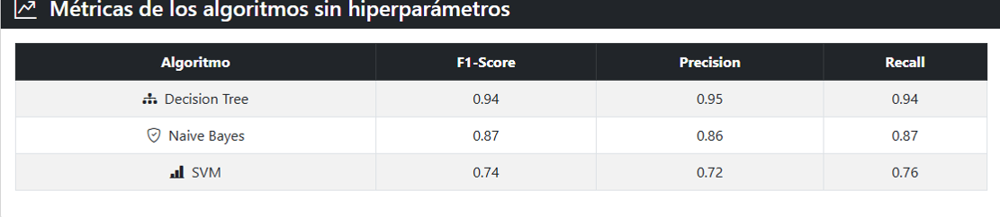 Métricas de los algoritmos sin hiperparámetros
Algoritmo F1-Score Precision Recall
Decision Tree 0.94 0.95 0.94
Naive Bayes 0.87 0.86 0.87
SVM 0.74 0.72 0.76